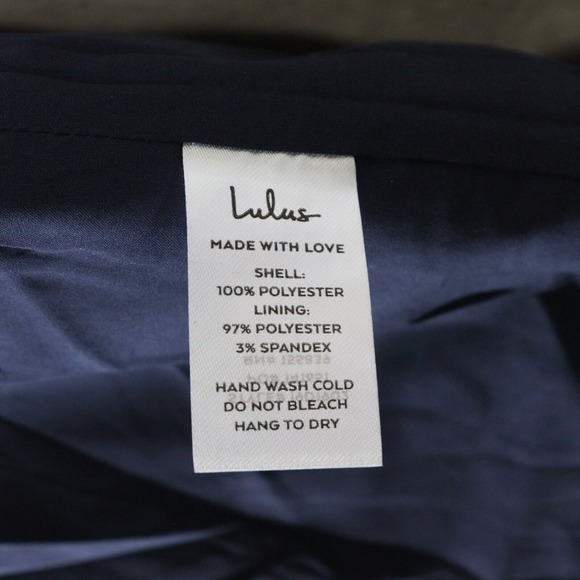 Lulus
MADE WITH LOVE
SHELL:
100% POLYESTER
LINING:
97% POLYESTER
3% SPANDEX
HAND WASH COLD
DO NOT BLEACH
HANG TO DRY